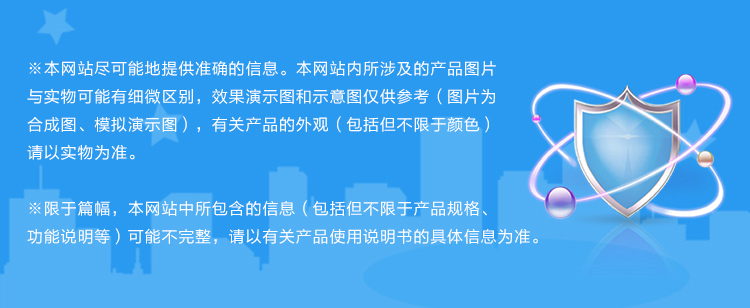 ※本网站尽可能地提供准确的信息。本网站内所涉及的产品图片
与实物可能有细微区别，效果演示图和示意图仅供参考（图片为
合成图、模拟演示图），有关产品的外观（包括但不限于颜色）
请以实物为准。
※限于篇幅，本网站中所包含的信息（包括但不限于产品规格、
功能说明等）可能不完整，请以有关产品使用说明书的具体信息为准。